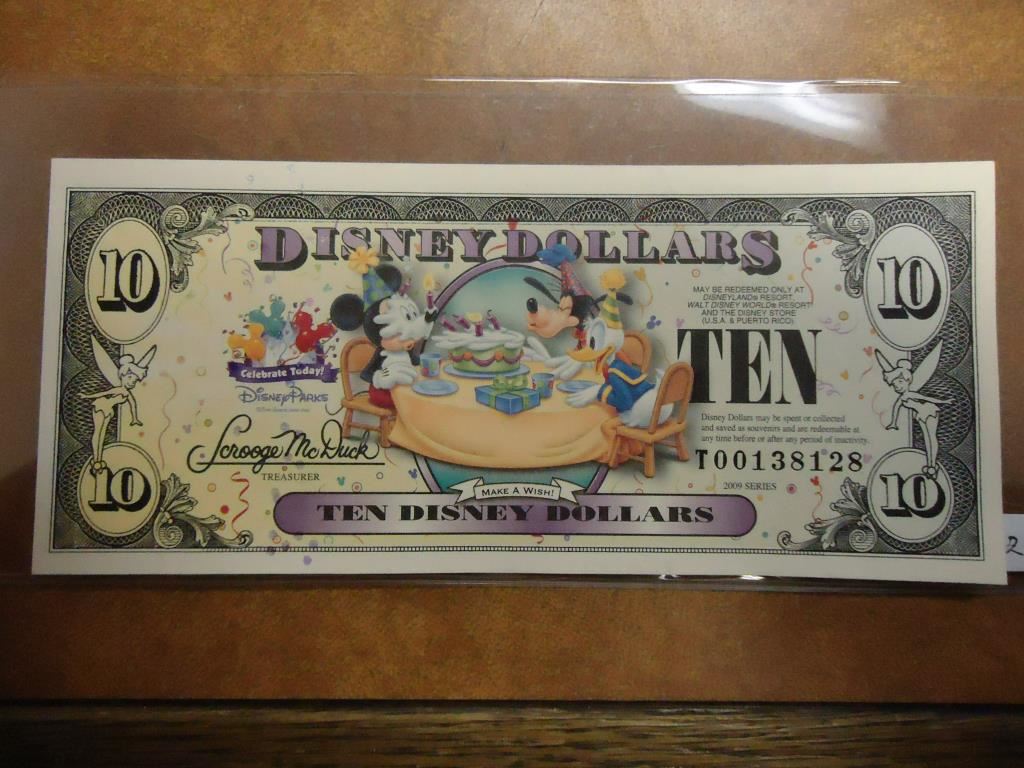 10
DISNEY DOLLARS
10
MAY BE REDEEMED ONLY AT
DISNEYLAND® RESORT,
WALT DISNEY WORLD® RESORT
AND THE DISNEY STORE
(U.S.A. & PUERTO RICO)
TEN
Celebrate Today!
DISNEY PARKS
Disney Dollars may be spent or collected
and saved as souvenirs and are redeemable at
any time before or after any period of inactivity.
Scrooge McDuck
TREASURER
T00138128
2009 SERIES
10
MAKE A WISH!
TEN DISNEY DOLLARS
10
2